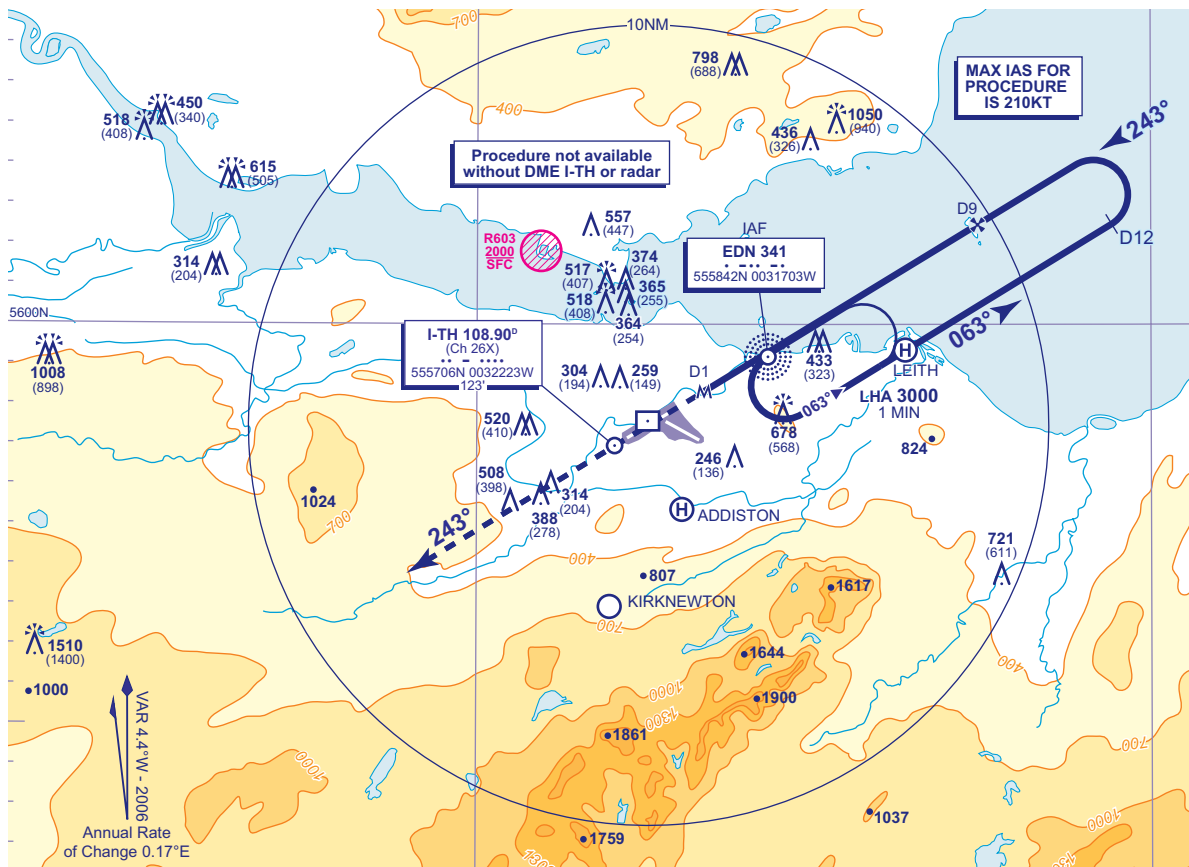 700
10NM
798
(688)
MAX IAS FOR
PROCEDURE
IS 210KT
450
(340)
518
(408)
400
1050
(940)
436
(326)
243°
615
(505)
Procedure not available
without DME I-TH or radar
557
(447)
D9
D12
R603
2000
SFC
IAF
EDN 341
555842N 0031703W
314
(204)
374
(264)
517
(407)
365
(255)
518
(408)
364
(254)
5600N
I-TH 108.90D
(Ch 26X)
555706N 0032223W
123'
063°
433
(323)
H
LEITH
1008
(898)
304
(194)
259
(149)
D1
063°
LHA 3000
1 MIN
520
(410)
678
(568)
824
246
(136)
508
(398)
314
(204)
388
(278)
1024
700
243°
H
ADDISTON
721
(611)
400
807
1617
KIRKNEWTON
700
400
1510
(1400)
1644
1000
1000
1900
1300
1861
700
VAR 4.4°W - 2006
1000
1037
Annual Rate
of Change 0.17°E
1759
1300
1000
1300